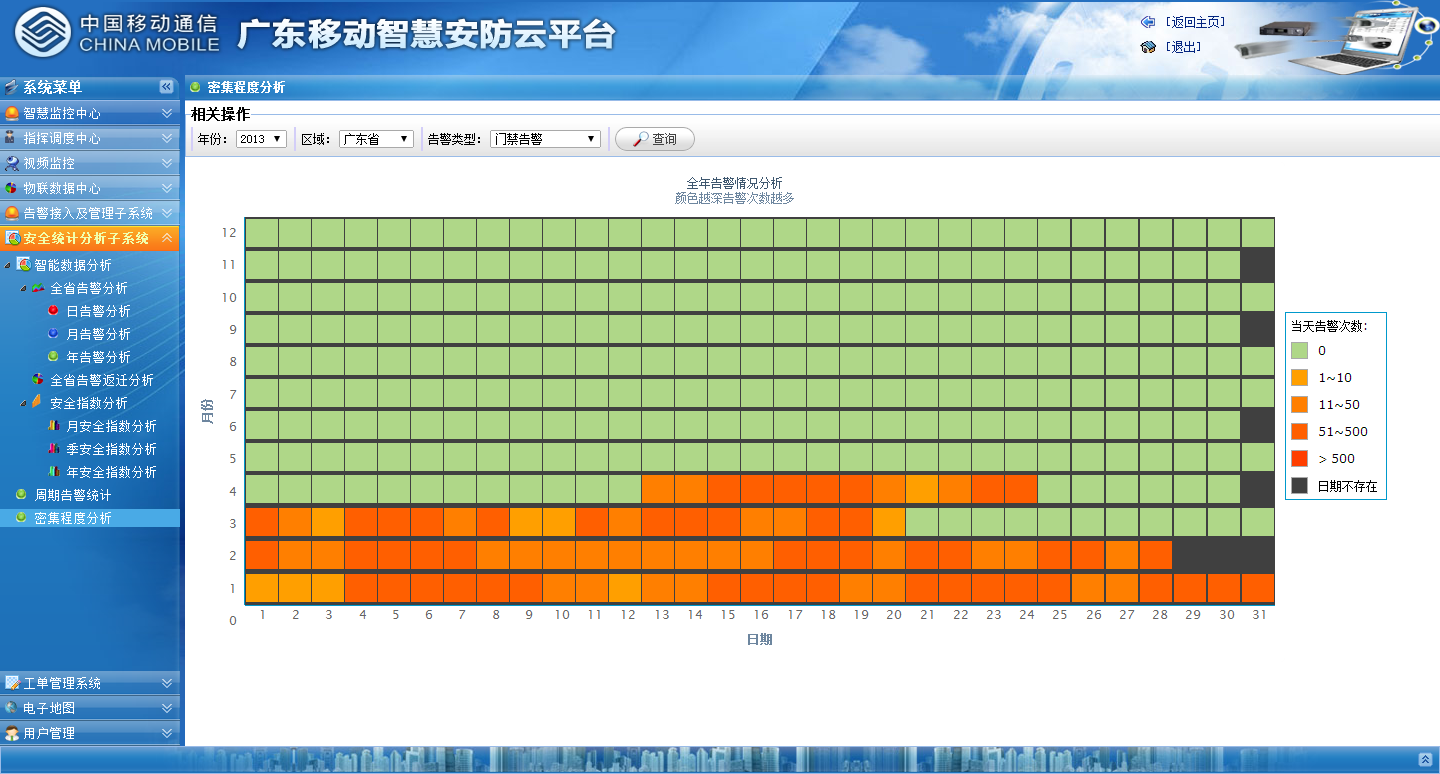 中国移动通信
CHINA MOBILE
广东移动智慧安防云平台
[返回主页]
[退出]
系统菜单
智慧监控中心
指挥调度中心
视频监控
物联数据中心
告警接入及管理子系统
安全统计分析子系统
智能数据分析
全省告警分析
日告警分析
月告警分析
年告警分析
全省告警返迁分析
安全指数分析
月安全指数分析
季安全指数分析
年安全指数分析
周期告警统计
密集程度分析
工单管理系统
电子地图
用户管理
密集程度分析
相关操作
年份: 2013 区域: 广东省 告警类型: 门禁告警 查询
全年告警情况分析
颜色越深告警次数越多
月份
12
11
10
9
8
7
6
5
4
3
2
1
0
1 2 3 4 5 6 7 8 9 10 11 12 13 14 15 16 17 18 19 20 21 22 23 24 25 26 27 28 29 30 31
日期
当天告警次数:
0
1~10
11~50
51~500
> 500
日期不存在